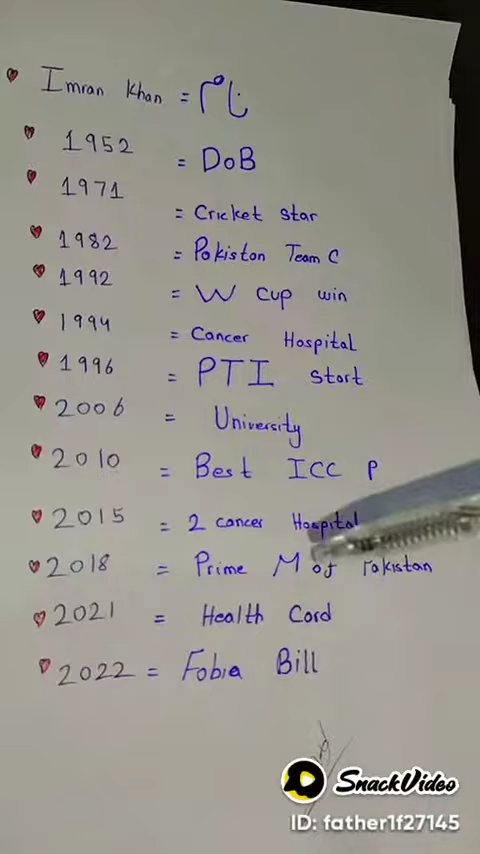 Imran Khan = نام
1952 = DoB
1971 = Cricket Star
1982 = Pakistan Team C
1992 = W Cup win
1994 = Cancer Hospital
1996 = PTI Start
2006 = University
2010 = Best ICC P
2015 = 2 cancer Hospital
2018 = Prime M of Pakistan
2021 = Health Card
2022 = Fobia Bill
SnackVideo
ID: father1f27145